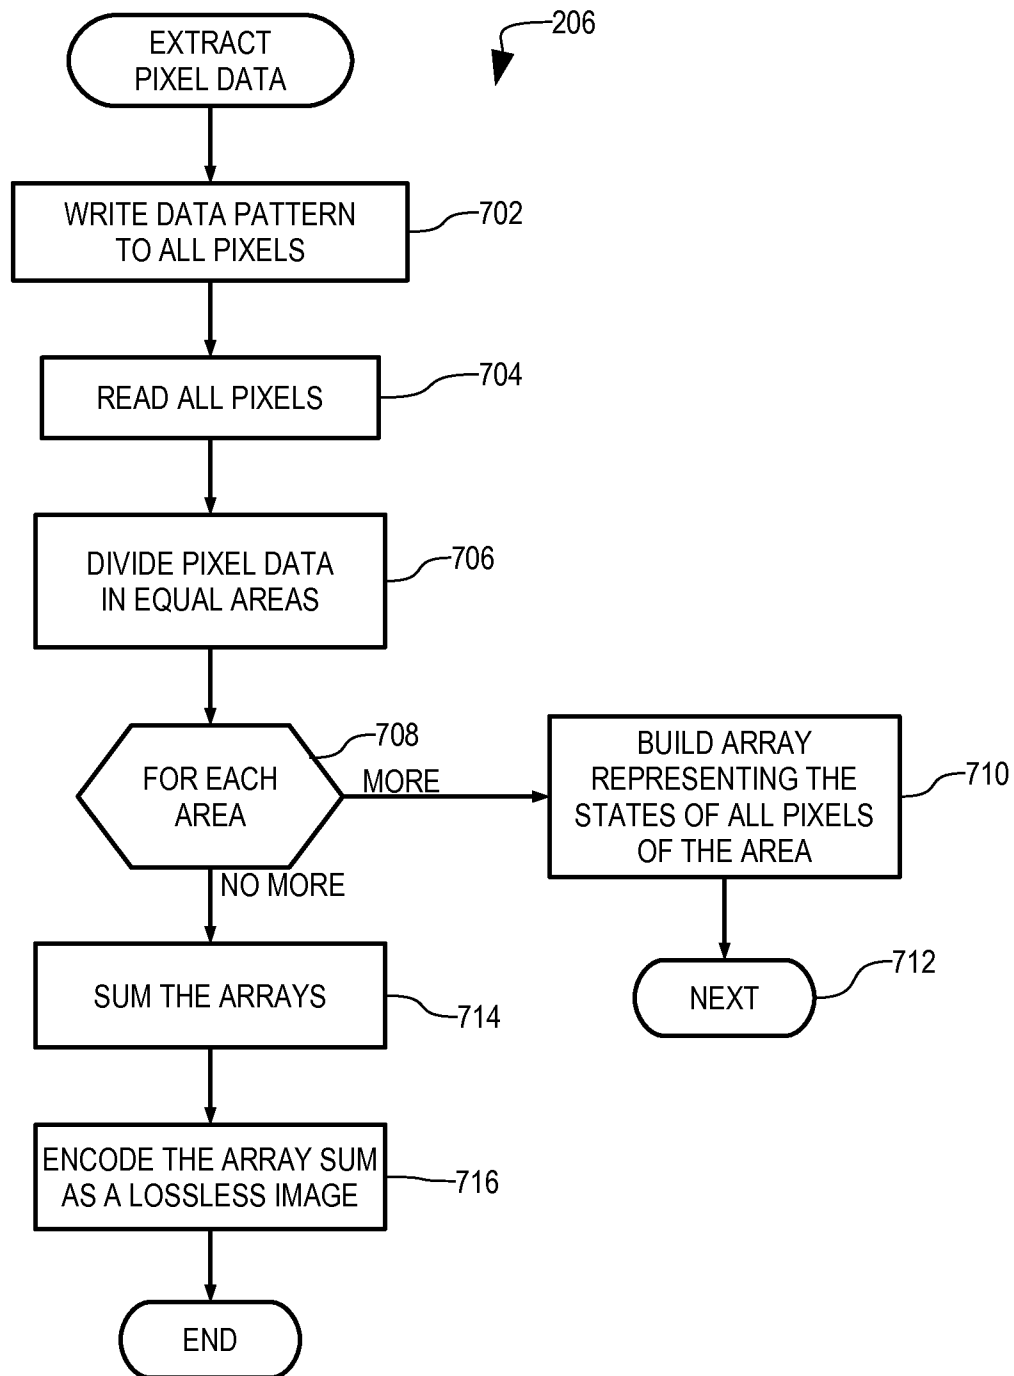 EXTRACT
PIXEL DATA
206
WRITE DATA PATTERN
TO ALL PIXELS
702
READ ALL PIXELS
704
DIVIDE PIXEL DATA
IN EQUAL AREAS
706
FOR EACH
AREA
708
MORE
BUILD ARRAY
REPRESENTING THE
STATES OF ALL PIXELS
OF THE AREA
710
NO MORE
NEXT
712
SUM THE ARRAYS
714
ENCODE THE ARRAY SUM
AS A LOSSLESS IMAGE
716
END